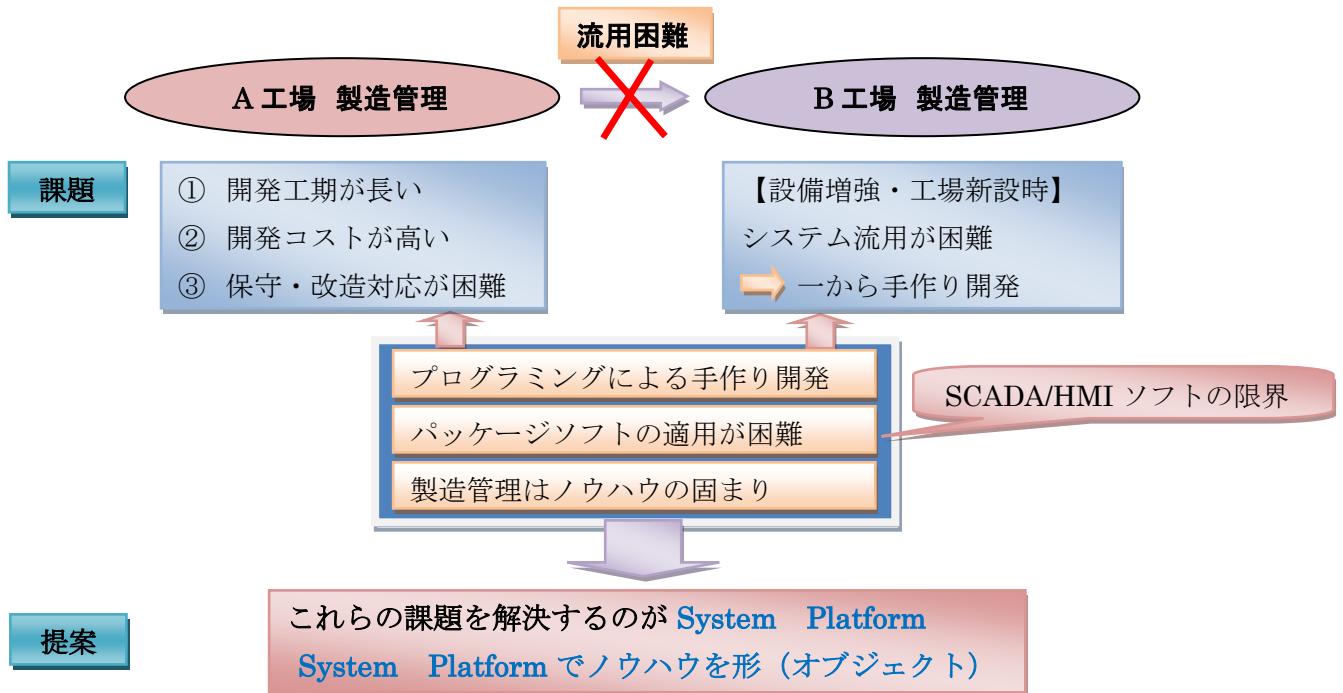 流用困難
A 工場 製造管理
B 工場 製造管理
課題
① 開発工期が長い
② 開発コストが高い
③ 保守・改造対応が困難
【設備増強・工場新設時】
システム流用が困難
一から手作り開発
プログラミングによる手作り開発
パッケージソフトの適用が困難
製造管理はノウハウの固まり
SCADA/HMI ソフトの限界
提案
これらの課題を解決するのが System Platform
System Platform でノウハウを形（オブジェクト）